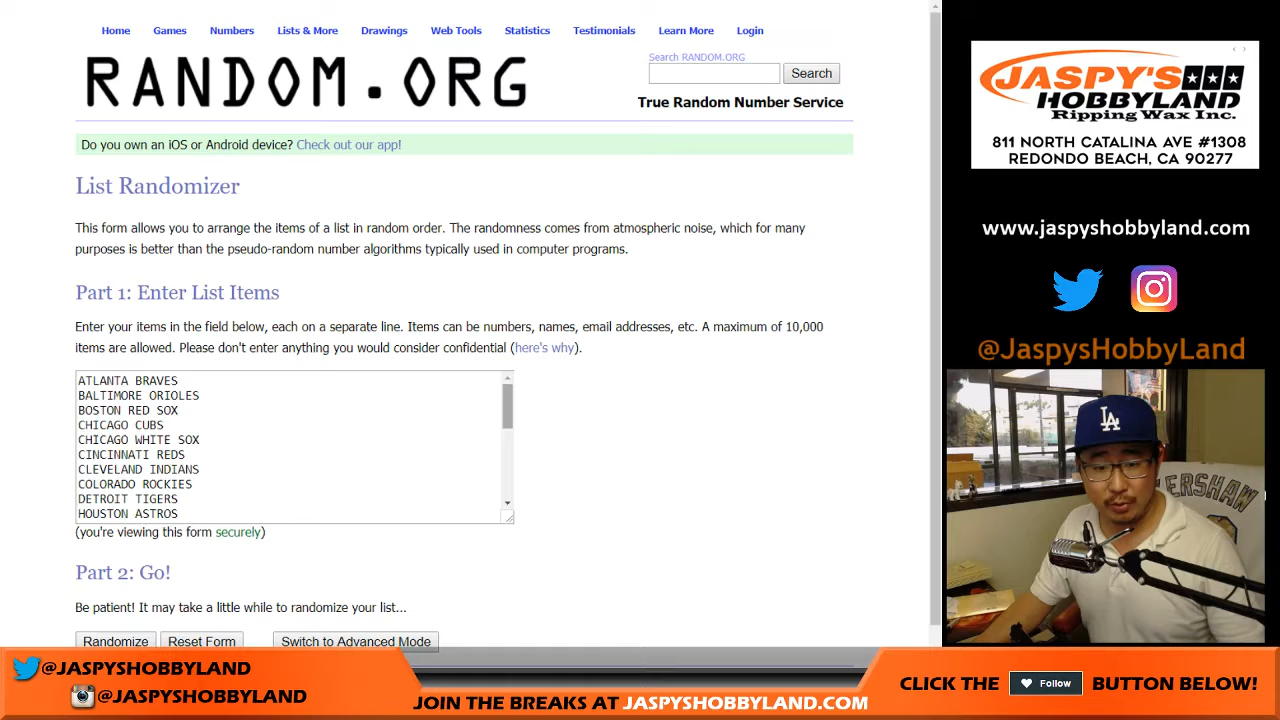 Home Games Numbers Lists & More Drawings Web Tools Statistics Testimonials Learn More Login
RANDOM.ORG
Search RANDOM.ORG
Search
True Random Number Service
Do you own an iOS or Android device? Check out our app!
List Randomizer
This form allows you to arrange the items of a list in random order. The randomness comes from atmospheric noise, which for many
purposes is better than the pseudo-random number algorithms typically used in computer programs.
Part 1: Enter List Items
Enter your items in the field below, each on a separate line. Items can be numbers, names, email addresses, etc. A maximum of 10,000
items are allowed. Please don't enter anything you would consider confidential (here's why).
ATLANTA BRAVES
BALTIMORE ORIOLES
BOSTON RED SOX
CHICAGO CUBS
CHICAGO WHITE SOX
CINCINNATI REDS
CLEVELAND INDIANS
COLORADO ROCKIES
DETROIT TIGERS
HOUSTON ASTROS
(you're viewing this form securely)
Part 2: Go!
Be patient! It may take a little while to randomize your list...
Randomize Reset Form Switch to Advanced Mode
JASPY'S
HOBBYLAND
Ripping Wax Inc.
811 NORTH CATALINA AVE #1308
REDONDO BEACH, CA 90277
www.jaspyshobbyland.com
@JaspysHobbyLand
LA
ERSHAW
@JASPYSHOBBYLAND
@JASPYSHOBBYLAND
JOIN THE BREAKS AT JASPYSHOBBYLAND.COM
CLICK THE Follow BUTTON BELOW!